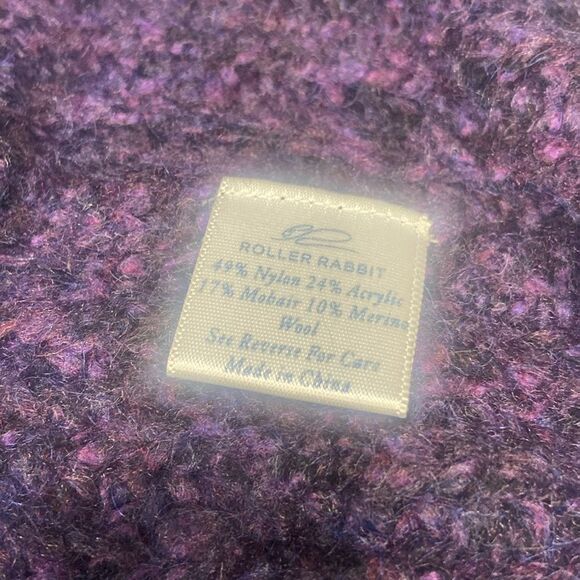 ROLLER RABBIT
49% Nylon 24% Acrylic
17% Mohair 10% Merino
Wool
See Reverse For Care
Made in China